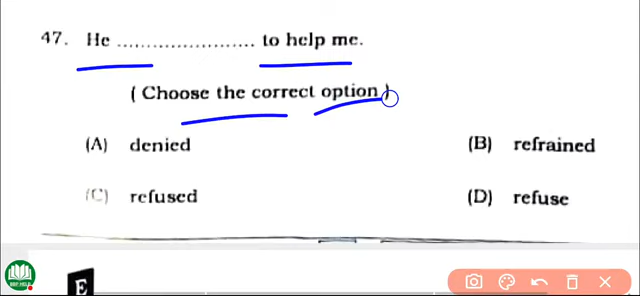 47. He ........................ to help me.
( Choose the correct option )
(A) denied
(B) refrained
(C) refused
(D) refuse
E